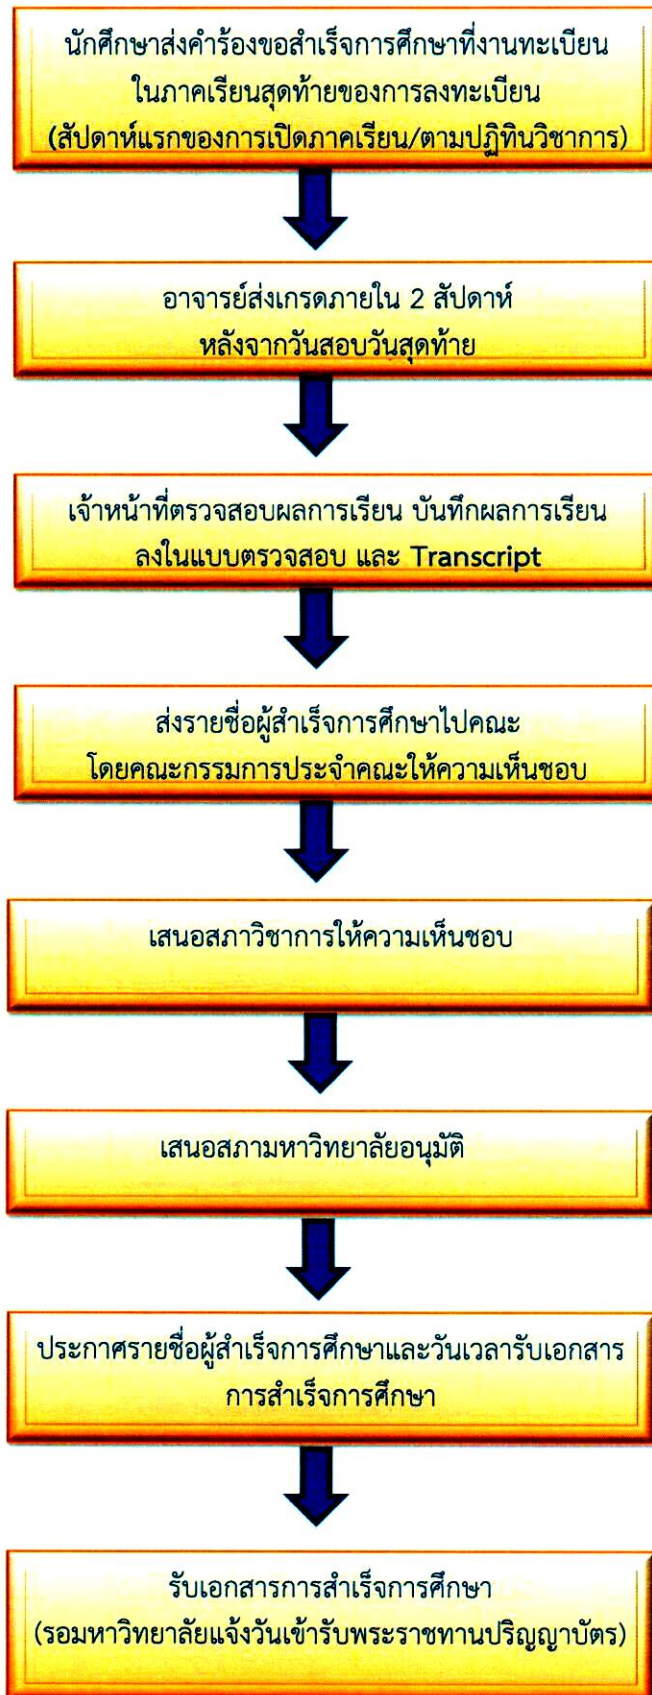 นักศึกษาส่งคำร้องขอสำเร็จการศึกษาที่งานทะเบียน
ในภาคเรียนสุดท้ายของการลงทะเบียน
(สัปดาห์แรกของการเปิดภาคเรียน/ตามปฏิทินวิชาการ)
อาจารย์ส่งเกรดภายใน 2 สัปดาห์
หลังจากวันสอบวันสุดท้าย
เจ้าหน้าที่ตรวจสอบผลการเรียน บันทึกผลการเรียน
ลงในแบบตรวจสอบ และ Transcript
ส่งรายชื่อผู้สำเร็จการศึกษาไปคณะ
โดยคณะกรรมการประจำคณะให้ความเห็นชอบ
เสนอสภาวิชาการให้ความเห็นชอบ
เสนอสภามหาวิทยาลัยอนุมัติ
ประกาศรายชื่อผู้สำเร็จการศึกษาและวันเวลารับเอกสาร
การสำเร็จการศึกษา
รับเอกสารการสำเร็จการศึกษา
(รอมหาวิทยาลัยแจ้งวันเข้ารับพระราชทานปริญญาบัตร)